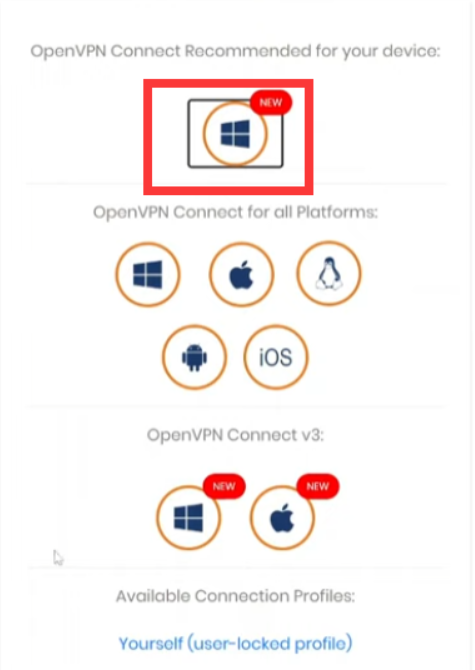 OpenVPN Connect Recommended for your device:
NEW
OpenVPN Connect for all Platforms:
iOS
OpenVPN Connect v3:
NEW NEW
Available Connection Profiles:
Yourself (user-locked profile)